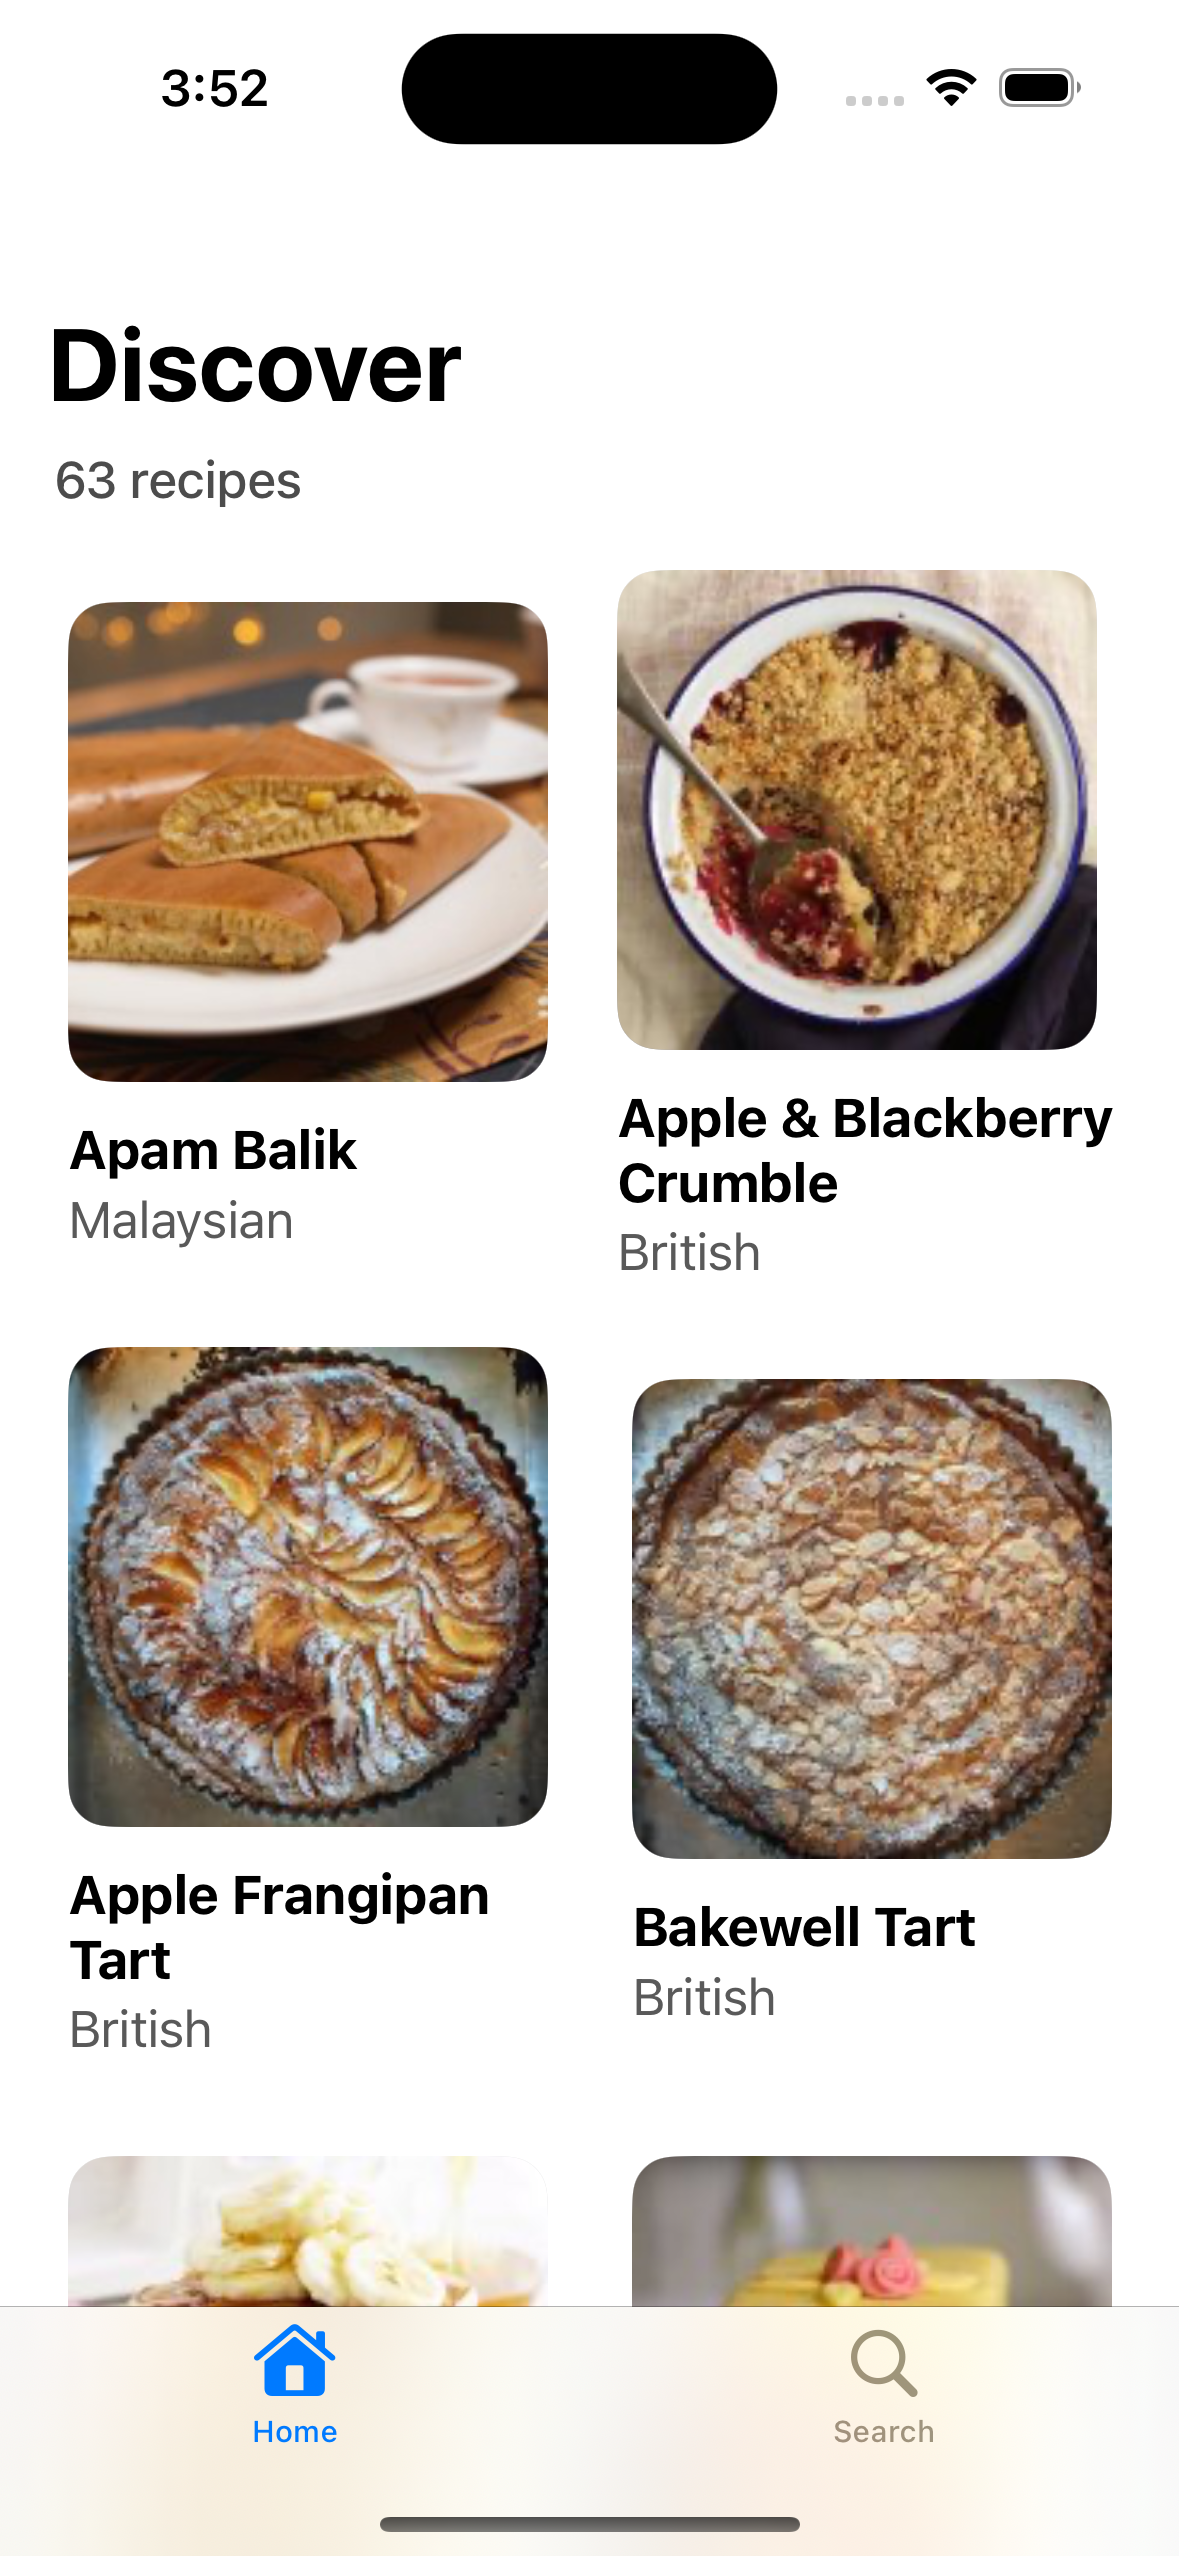 3:52
Discover
63 recipes
Apam Balik
Malaysian
Apple & Blackberry
Crumble
British
Apple Frangipan
Tart
British
Bakewell Tart
British
Home
Search